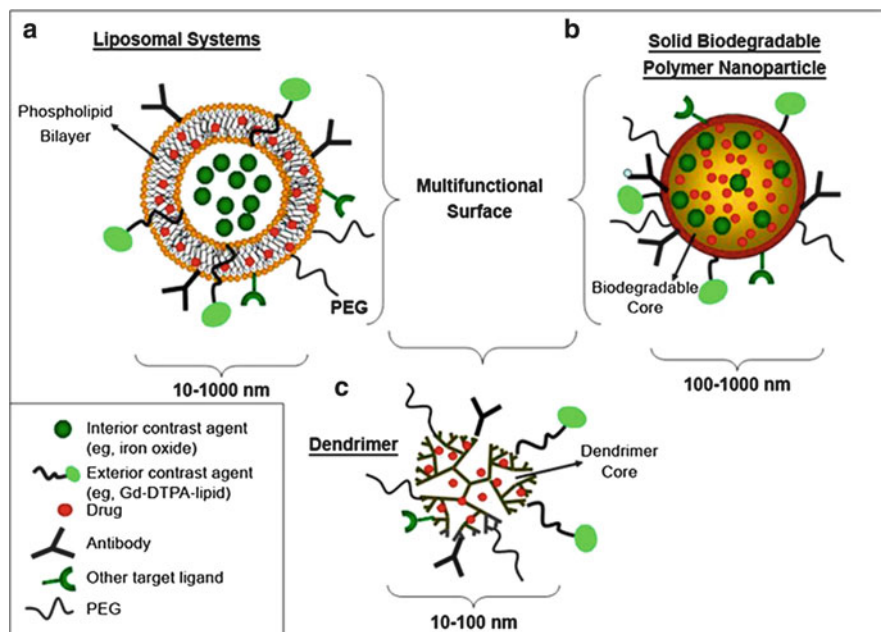 a
Liposomal Systems
Phospholipid
Bilayer
PEG
10-1000 nm
Multifunctional
Surface
b
Solid Biodegradable
Polymer Nanoparticle
Biodegradable
Core
100-1000 nm
c
Dendrimer
Dendrimer
Core
10-100 nm
Interior contrast agent
(eg, iron oxide)
Exterior contrast agent
(eg, Gd-DTPA-lipid)
Drug
Antibody
Other target ligand
PEG